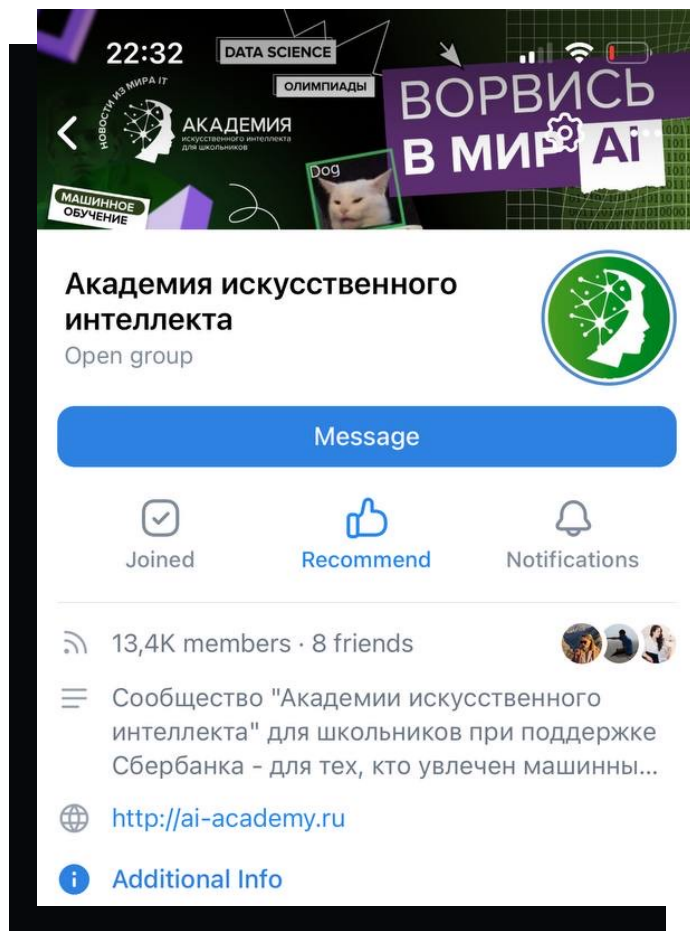 22:32
DATA SCIENCE
ОЛИМПИАДЫ
НОВОСТИ ИЗ МИРА IT
АКАДЕМИЯ
искусственного интеллекта
для школьников
ВОРВИСЬ
В МИР Ai
Dog
МАШИННОЕ
ОБУЧЕНИЕ
Академия искусственного
интеллекта
Open group
Message
Joined
Recommend
Notifications
13,4K members · 8 friends
Сообщество "Академии искусственного
интеллекта" для школьников при поддержке
Сбербанка - для тех, кто увлечен машинны...
http://ai-academy.ru
Additional Info